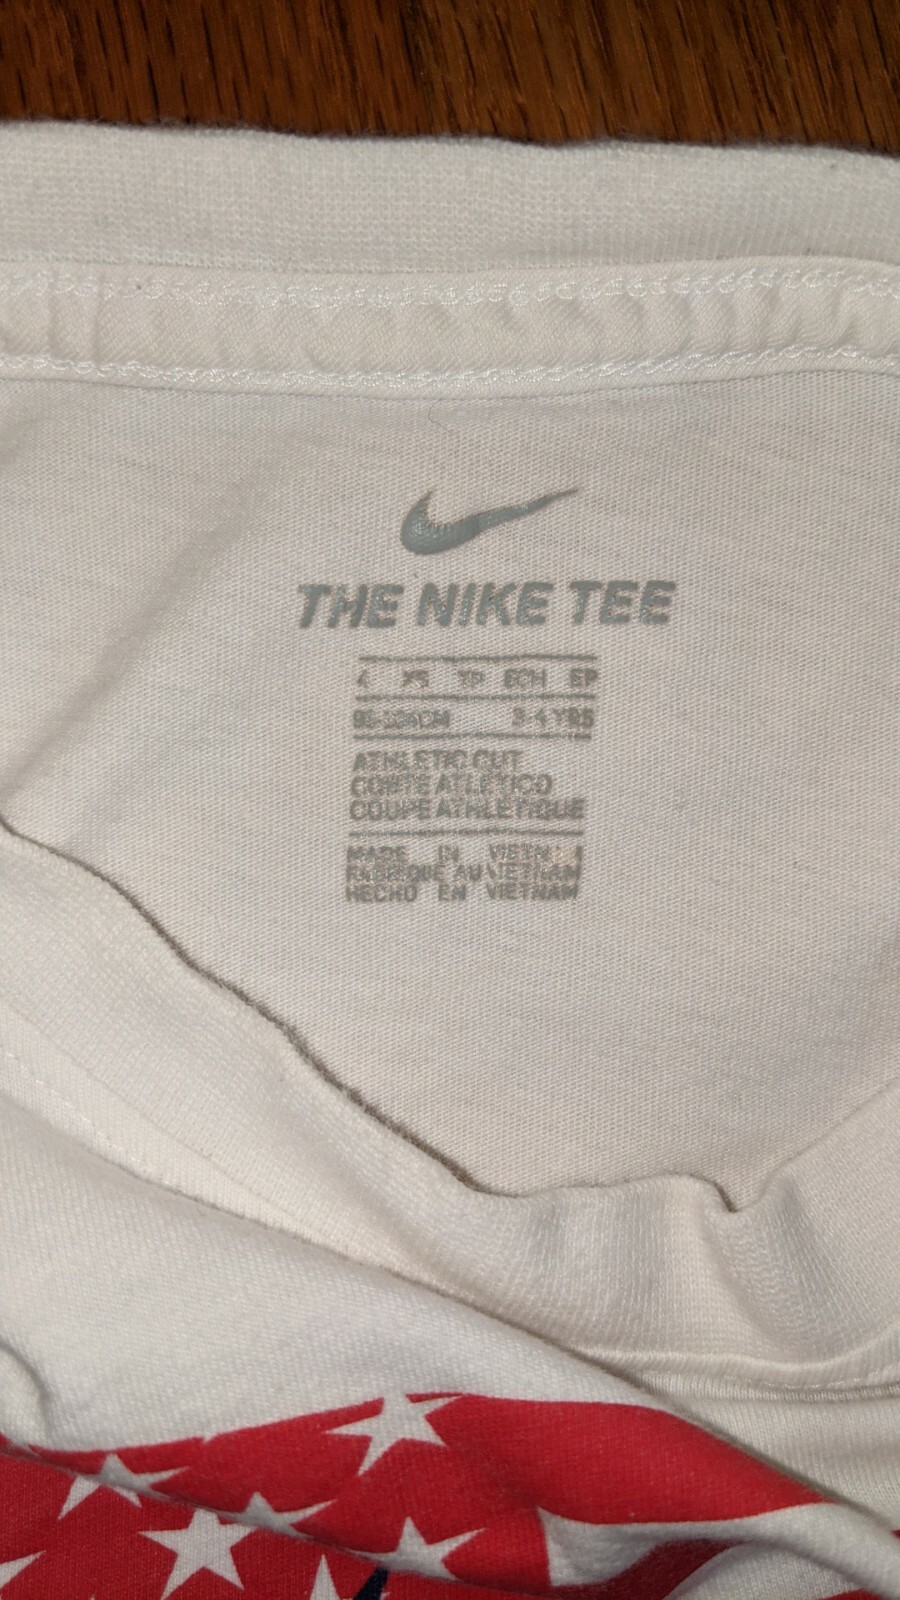 THE NIKE TEE
4 XS TP ECH EP
3-4 YRS
ATHLETIC CUT
CORTE ATLÉTICO
COUPE ATHLÉTIQUE
MADE IN VIETNAM
FABRIQUÉ AU VIETNAM
HECHO EN VIETNAM